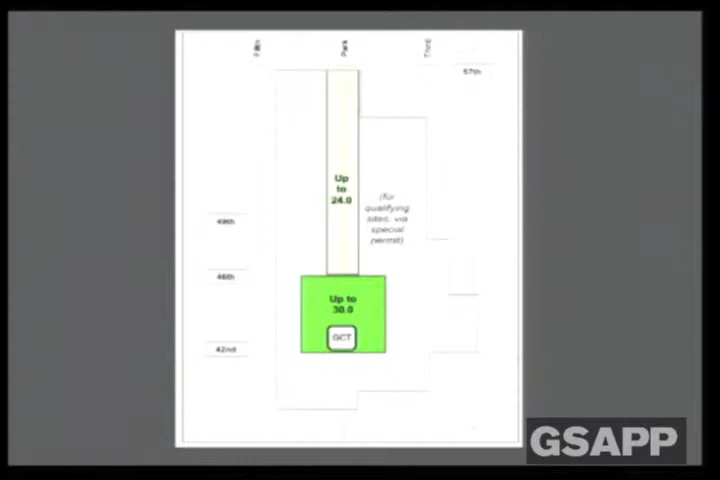 Fifth
Park
Third
57th
Up
to
24.0
(for
qualifying
sites, via
special
permit)
49th
46th
Up to
30.0
GCT
42nd
GSAPP